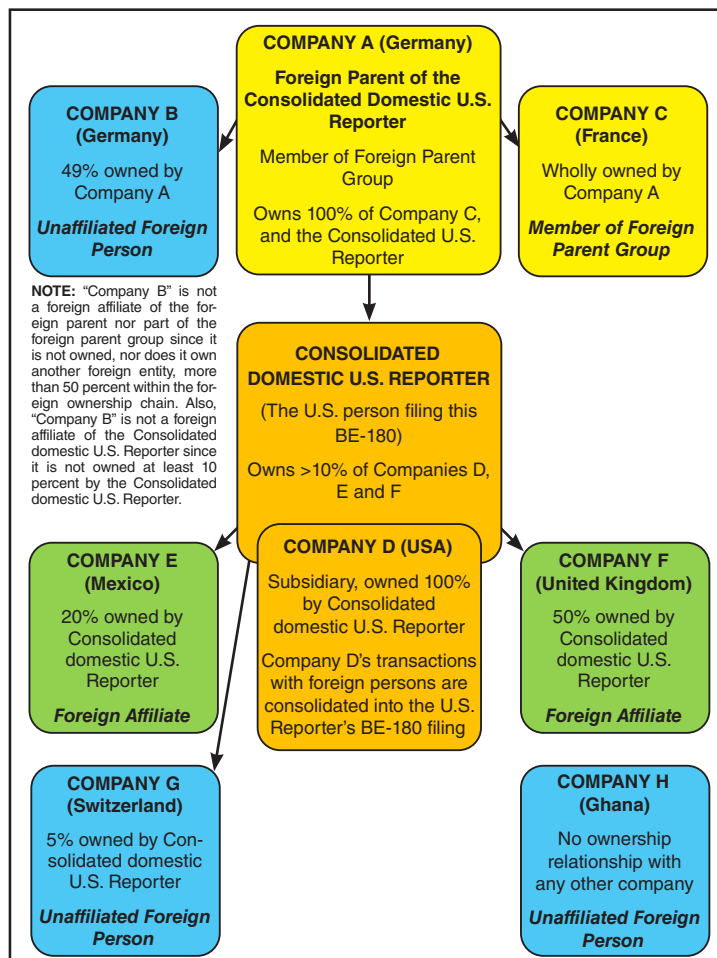 COMPANY A (Germany)
Foreign Parent of the
Consolidated Domestic U.S.
Reporter
Member of Foreign Parent
Group
Owns 100% of Company C,
and the Consolidated U.S.
Reporter
COMPANY B
(Germany)
49% owned by
Company A
Unaffiliated Foreign
Person
COMPANY C
(France)
Wholly owned by
Company A
Member of Foreign
Parent Group
NOTE: “Company B” is not
a foreign affiliate of the for-
eign parent nor part of the
foreign parent group since it
is not owned, nor does it own
another foreign entity, more
than 50 percent within the for-
eign ownership chain. Also,
“Company B” is not a foreign
affiliate of the Consolidated
domestic U.S. Reporter since
it is not owned at least 10
percent by the Consolidated
domestic U.S. Reporter.
CONSOLIDATED
DOMESTIC U.S. REPORTER
(The U.S. person filing this
BE-180)
Owns >10% of Companies D,
E and F
COMPANY D (USA)
Subsidiary, owned 100%
by Consolidated
domestic U.S. Reporter
Company D’s transactions
with foreign persons are
consolidated into the U.S.
Reporter’s BE-180 filing
COMPANY E
(Mexico)
20% owned by
Consolidated
domestic U.S.
Reporter
Foreign Affiliate
COMPANY F
(United Kingdom)
50% owned by
Consolidated
domestic U.S.
Reporter
Foreign Affiliate
COMPANY G
(Switzerland)
5% owned by Con-
solidated domestic
U.S. Reporter
Unaffiliated Foreign
Person
COMPANY H
(Ghana)
No ownership
relationship with
any other company
Unaffiliated Foreign
Person